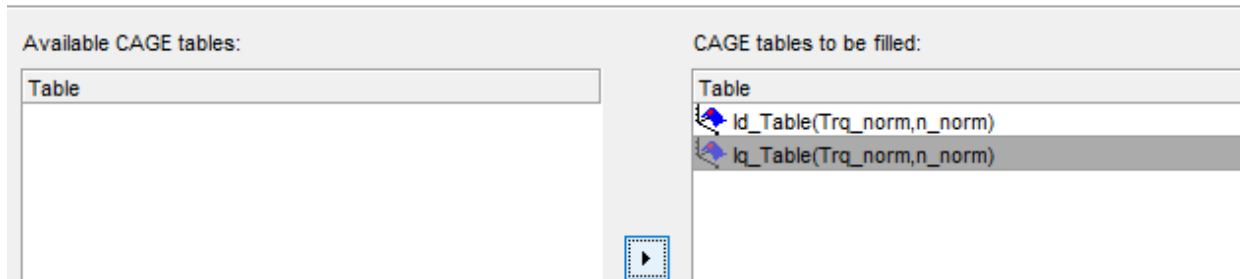 Available CAGE tables:
CAGE tables to be filled:
Table
Table
Id_Table(Trq_norm,n_norm)
Iq_Table(Trq_norm,n_norm)